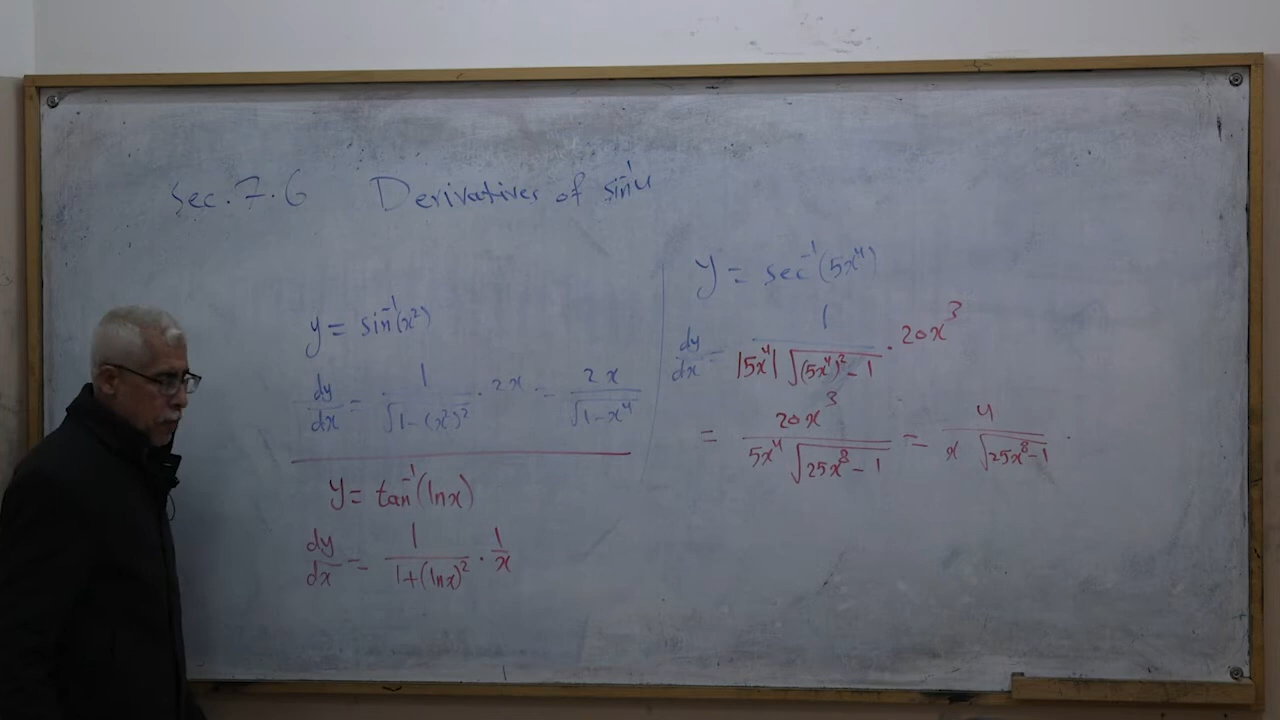 Sec. 7.6 Derivatives of sin⁻¹u
y = sin⁻¹(x²)
dy/dx = 1/√(1-(x²)²) · 2x = 2x/√(1-x⁴)
y = tan⁻¹(lnx)
dy/dx = 1/(1+(lnx)²) · 1/x
y = sec⁻¹(5x⁴)
dy/dx = 1/(|5x⁴| √((5x⁴)²-1)) · 20x³
= 20x³/(5x⁴ √(25x⁸-1)) = 4/(x √(25x⁸-1)) .